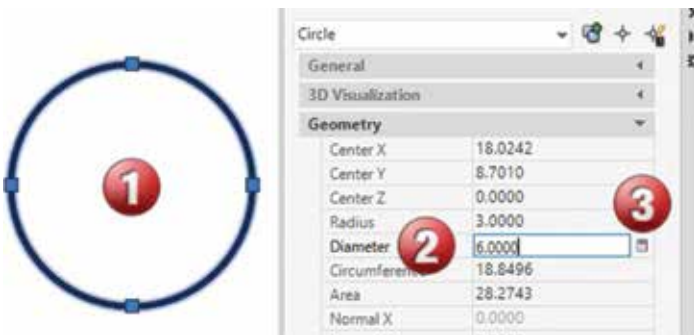 Circle
General
3D Visualization
Geometry
Center X 18.0242
Center Y 8.7010
Center Z 0.0000
Radius 3.0000
Diameter 6.0000
Circumference 18.8496
Area 28.2743
Normal X 0.0000
1
2
3